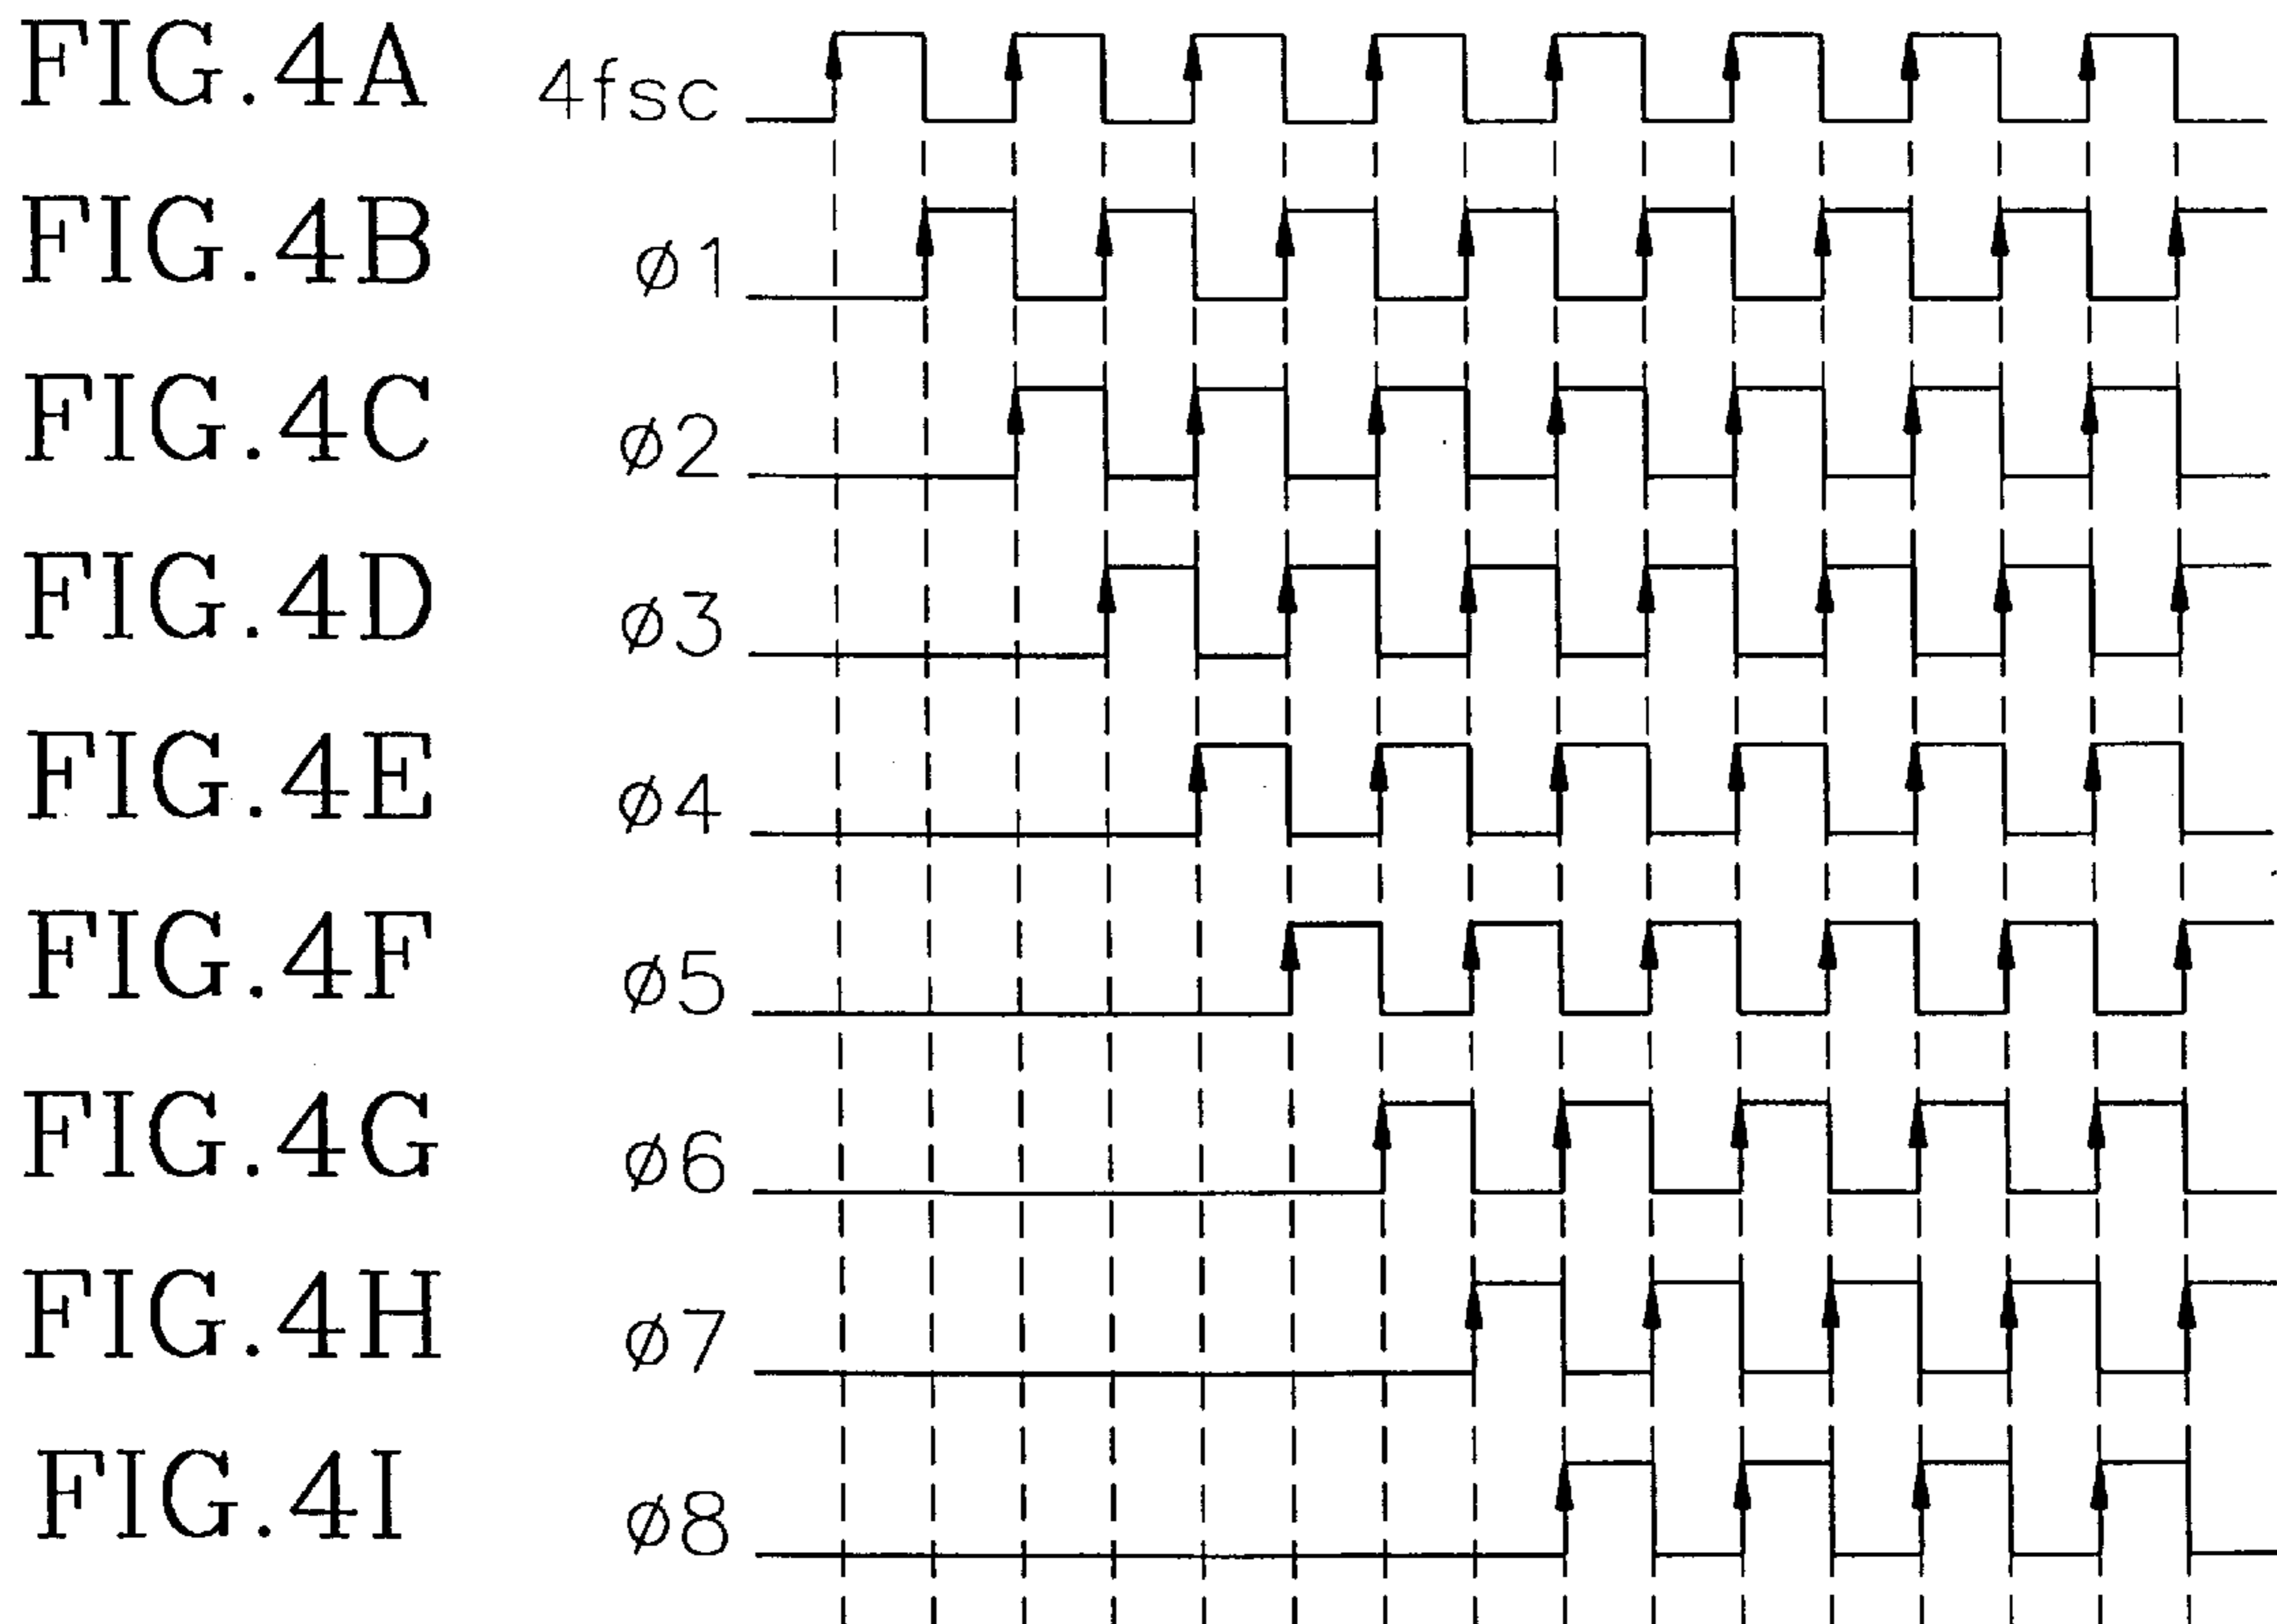 FIG.4A 4fsc
FIG.4B ø1
FIG.4C ø2
FIG.4D ø3
FIG.4E ø4
FIG.4F ø5
FIG.4G ø6
FIG.4H ø7
FIG.4I ø8